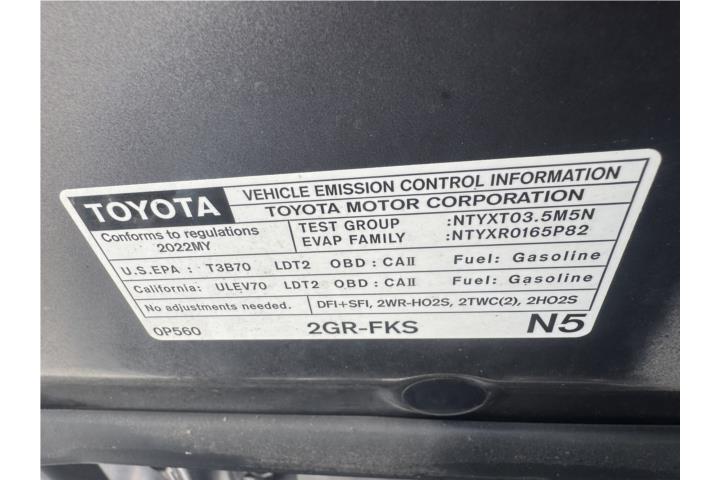 TOYOTA VEHICLE EMISSION CONTROL INFORMATION
TOYOTA MOTOR CORPORATION
Conforms to regulations
2022MY
TEST GROUP :NTYXT03.5M5N
EVAP FAMILY :NTYXR0165P82
U.S.EPA : T3B70 LDT2 OBD : CAII Fuel: Gasoline
California: ULEV70 LDT2 OBD : CAII Fuel: Gasoline
No adjustments needed. DFI+SFI, 2WR-HO2S, 2TWC(2), 2HO2S
0P560 2GR-FKS N5